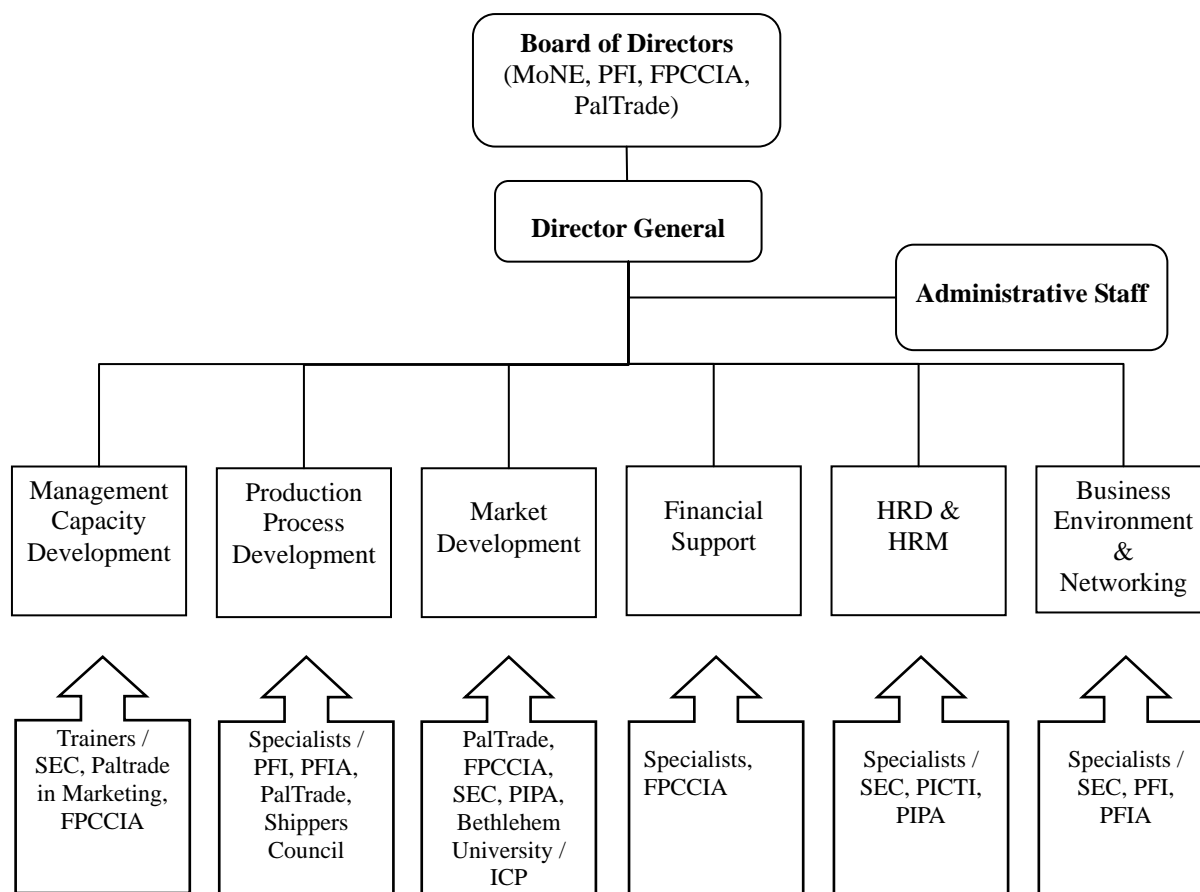 Board of Directors
(MoNE, PFI, FPCCIA,
PalTrade)
Director General
Administrative Staff
Management
Capacity
Development
Production
Process
Development
Market
Development
Financial
Support
HRD &
HRM
Business
Environment
&
Networking
Trainers /
SEC, Paltrade
in Marketing,
FPCCIA
Specialists /
PFI, PFIA,
PalTrade,
Shippers
Council
PalTrade,
FPCCIA,
SEC, PIPA,
Bethlehem
University /
ICP
Specialists,
FPCCIA
Specialists /
SEC, PICTI,
PIPA
Specialists /
SEC, PFI,
PFIA